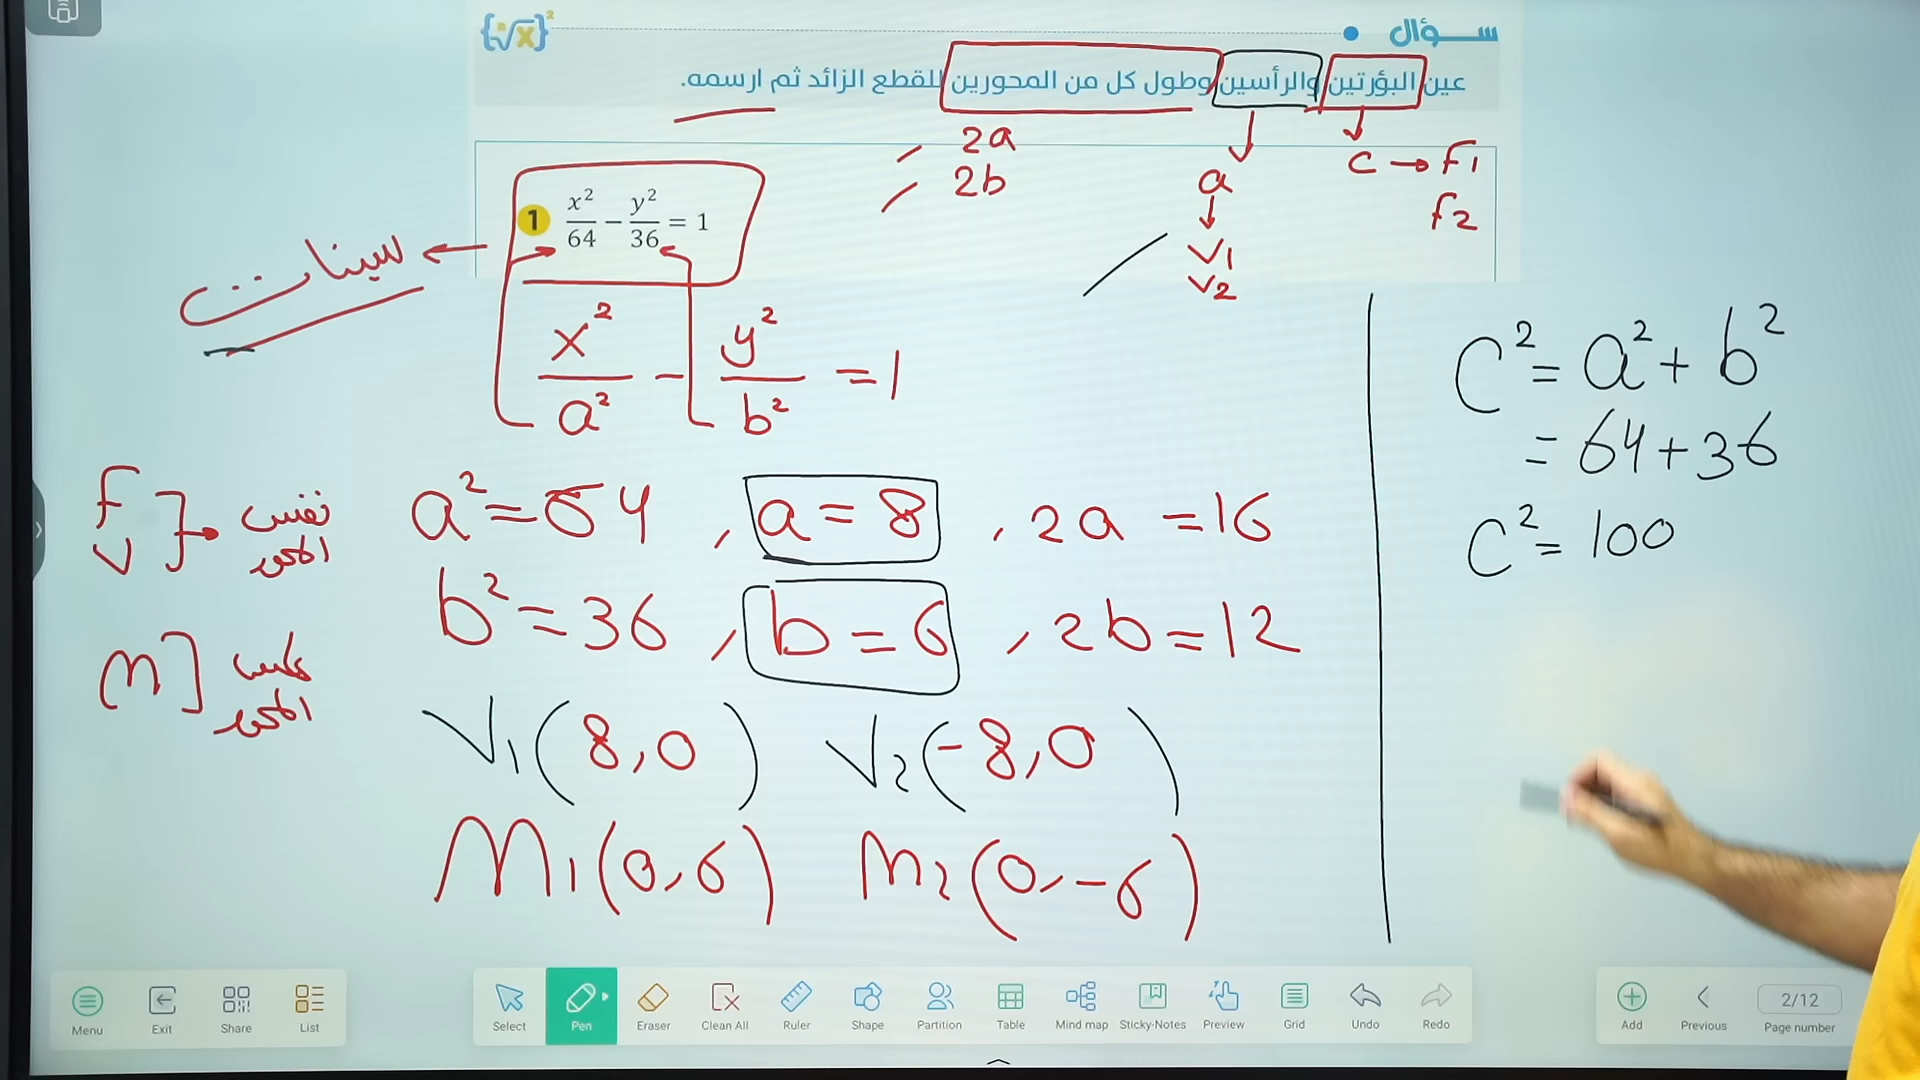 {√x}²
ســـؤال
عين البؤرتين والرأسين وطول كل من المحورين للقطع الزائد ثم ارسمه.
2a
2b
a
V1
V2
C → F1
F2
1 x²/64 − y²/36 = 1
سينات
x²/a² − y²/b² = 1
F
V
نفس
المحور
a² = 64 , a = 8 , 2a = 16
b² = 36 , b = 6 , 2b = 12
M
عكس
المحور
V1 (8,0) V2 (-8,0)
M1 (0,6) M2 (0,-6)
C² = a² + b²
= 64 + 36
C² = 100
Menu Exit Share List
Select Pen Eraser Clean All Ruler Shape Partition Table Mind map Sticky-Notes Preview Grid Undo Redo
Add Previous 2/12 Page number